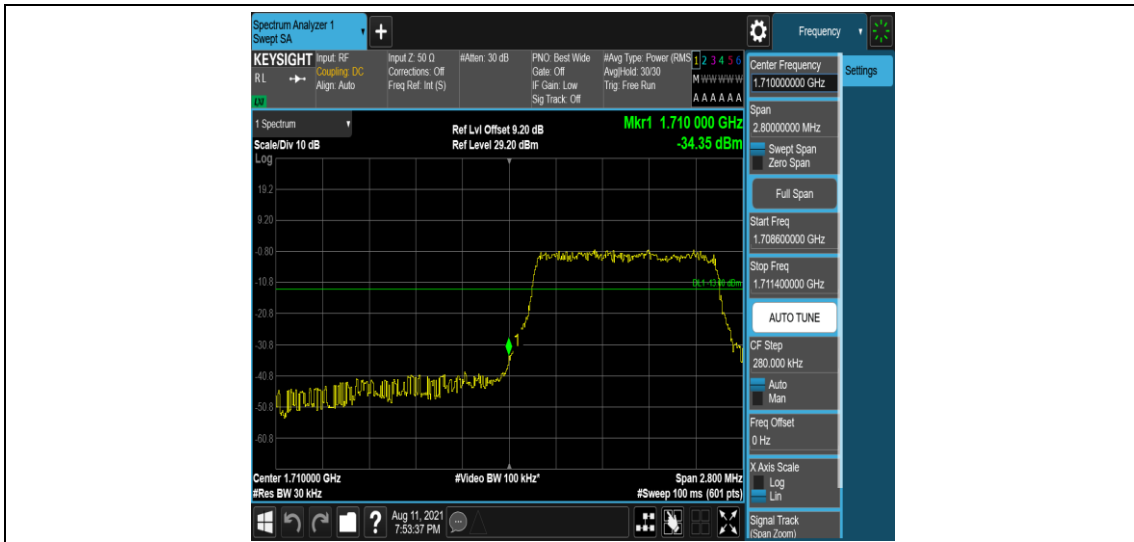 Spectrum Analyzer 1
Swept SA
+
Frequency
KEYSIGHT
RL
LM
Input: RF
Coupling: DC
Align: Auto
Input Z: 50 Ω
Corrections: Off
Freq Ref: Int (S)
#Atten: 30 dB
PNO: Best Wide
Gate: Off
IF Gain: Low
Sig Track: Off
#Avg Type: Power (RMS
Avg|Hold: 30/30
Trig: Free Run
1 2 3 4 5 6
M W W W W W
A A A A A A
1 Spectrum
Scale/Div 10 dB
Ref Lvl Offset 9.20 dB
Ref Level 29.20 dBm
Mkr1 1.710 000 GHz
-34.35 dBm
Log
19.2
9.20
-0.80
-10.8
-20.8
-30.8
-40.8
-50.8
-60.8
DL1 -13.00 dBm
1
Center 1.710000 GHz
#Res BW 30 kHz
#Video BW 100 kHz*
Span 2.800 MHz
#Sweep 100 ms (601 pts)
?
Aug 11, 2021
7:53:37 PM
Center Frequency
1.710000000 GHz
Settings
Span
2.80000000 MHz
Swept Span
Zero Span
Full Span
Start Freq
1.708600000 GHz
Stop Freq
1.711400000 GHz
AUTO TUNE
CF Step
280.000 kHz
Auto
Man
Freq Offset
0 Hz
X Axis Scale
Log
Lin
Signal Track
(Span Zoom)